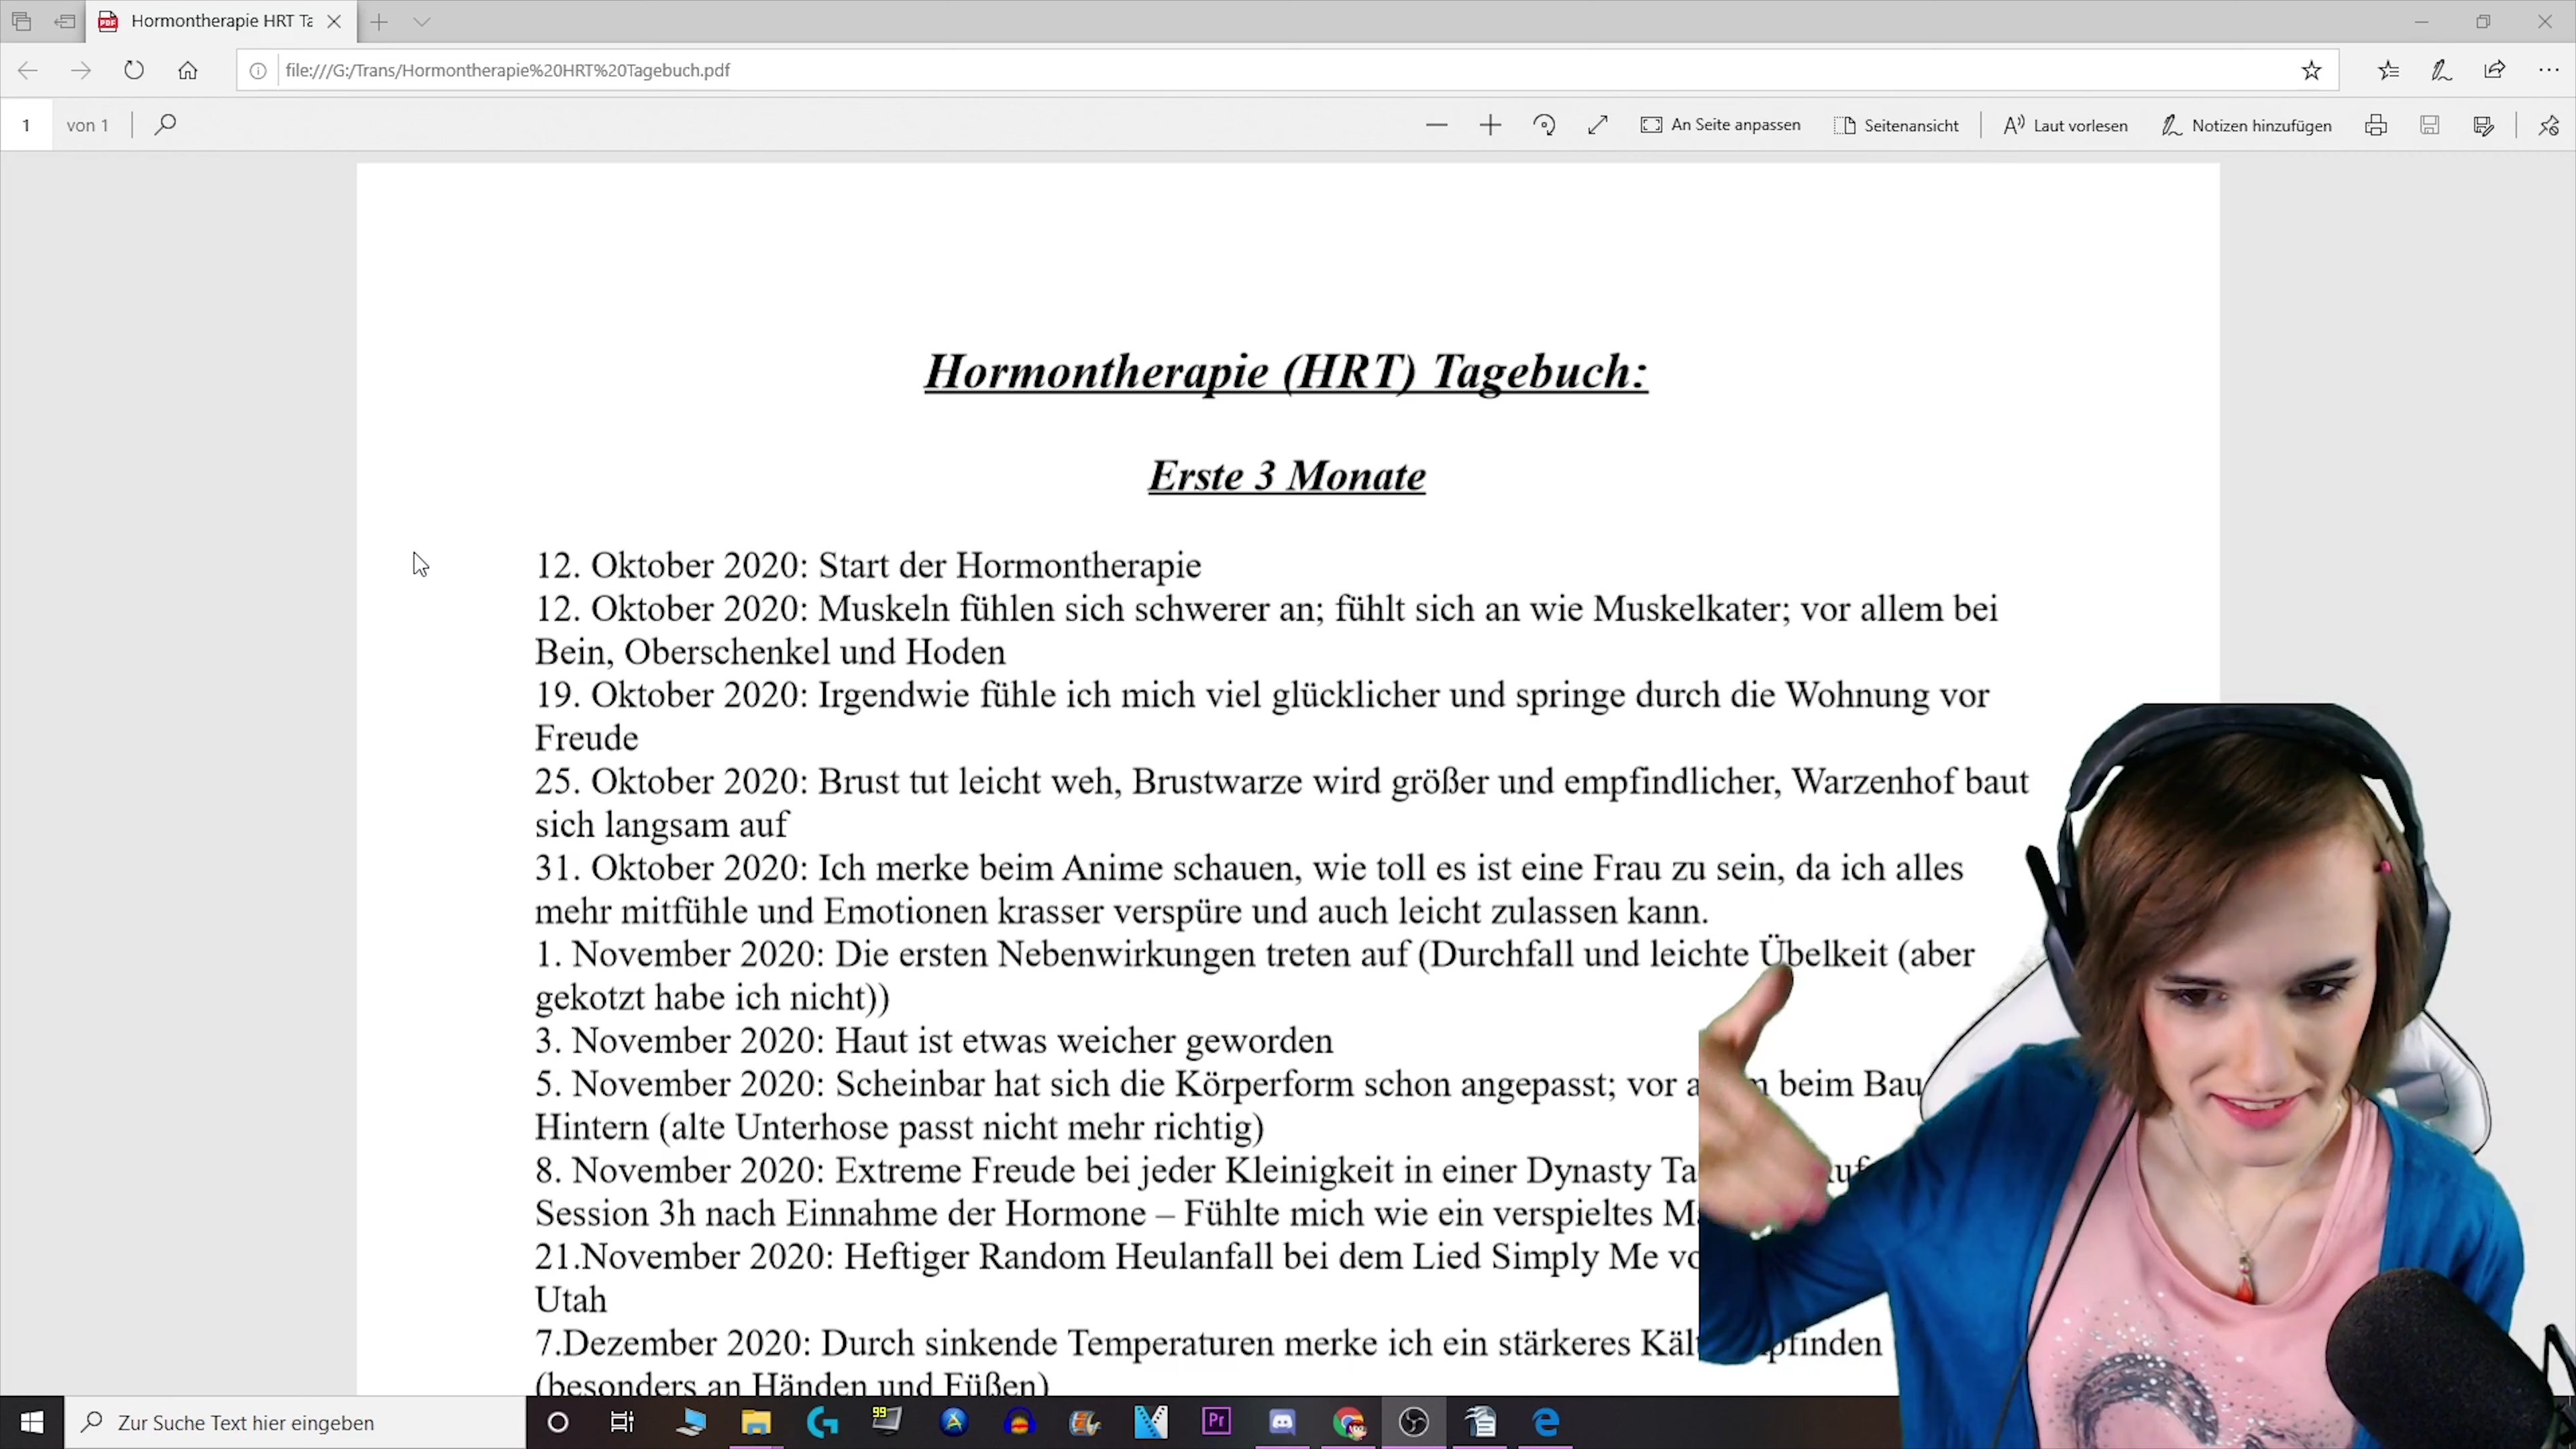 Hormontherapie HRT Ta
file:///G:/Trans/Hormontherapie%20HRT%20Tagebuch.pdf
1 von 1 An Seite anpassen Seitenansicht Laut vorlesen Notizen hinzufügen
Hormontherapie (HRT) Tagebuch:
Erste 3 Monate
12. Oktober 2020: Start der Hormontherapie
12. Oktober 2020: Muskeln fühlen sich schwerer an; fühlt sich an wie Muskelkater; vor allem bei
Bein, Oberschenkel und Hoden
19. Oktober 2020: Irgendwie fühle ich mich viel glücklicher und springe durch die Wohnung vor
Freude
25. Oktober 2020: Brust tut leicht weh, Brustwarze wird größer und empfindlicher, Warzenhof baut
sich langsam auf
31. Oktober 2020: Ich merke beim Anime schauen, wie toll es ist eine Frau zu sein, da ich alles
mehr mitfühle und Emotionen krasser verspüre und auch leicht zulassen kann.
1. November 2020: Die ersten Nebenwirkungen treten auf (Durchfall und leichte Übelkeit (aber
gekotzt habe ich nicht))
3. November 2020: Haut ist etwas weicher geworden
5. November 2020: Scheinbar hat sich die Körperform schon angepasst; vor beim
Hintern (alte Unterhose passt nicht mehr richtig)
8. November 2020: Extreme Freude bei jeder Kleinigkeit in einer Dynasty
Session 3h nach Einnahme der Hormone – Fühlte mich wie ein verspieltes
21.November 2020: Heftiger Random Heulanfall bei dem Lied Simply Me
Utah
7.Dezember 2020: Durch sinkende Temperaturen merke ich ein stärkeres
(besonders an Händen und Füßen)
99
Pr
Zur Suche Text hier eingeben